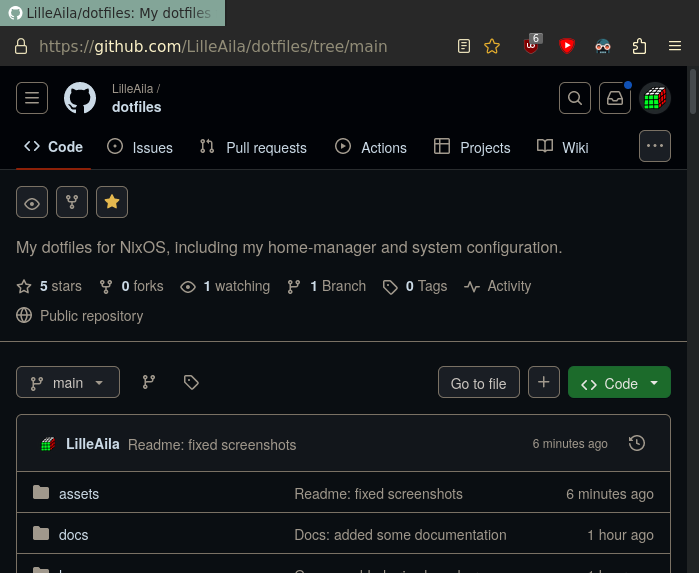 LilleAila/dotfiles: My dotfiles
https://github.com/LilleAila/dotfiles/tree/main
6
LilleAila /
dotfiles
Code Issues Pull requests Actions Projects Wiki
My dotfiles for NixOS, including my home-manager and system configuration.
5 stars 0 forks 1 watching 1 Branch 0 Tags Activity
Public repository
main Go to file Code
LilleAila Readme: fixed screenshots 6 minutes ago
assets Readme: fixed screenshots 6 minutes ago
docs Docs: added some documentation 1 hour ago